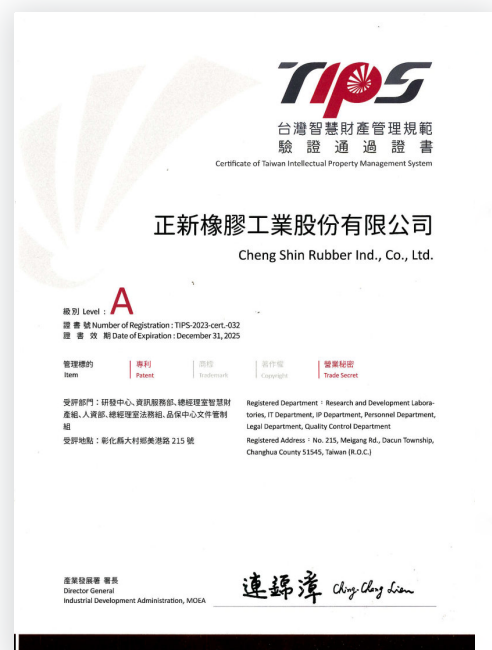 TIPS
台灣智慧財產管理規範
驗證通過證書
Certificate of Taiwan Intellectual Property Management System
正新橡膠工業股份有限公司
Cheng Shin Rubber Ind., Co., Ltd.
級別 Level : A
證書號 Number of Registration : TIPS-2023-cert.-032
證書效期 Date of Expiration : December 31, 2025
管理標的 專利 商標 著作權 營業秘密
Item Patent Trademark Copyright Trade Secret
受評部門：研發中心、資訊服務部、總經理室智慧財
產組、人資部、總經理室法務組、品保中心文件管制
組
受評地點：彰化縣大村鄉美港路 215 號
Registered Department：Research and Development Labora-
tories, IT Department, IP Department, Personnel Department,
Legal Department, Quality Control Department
Registered Address：No. 215, Meigang Rd., Dacun Township,
Changhua County 51545, Taiwan (R.O.C.)
產業發展署 署長
Director General
Industrial Development Administration, MOEA
連錦漳 Ching-Chang Lien